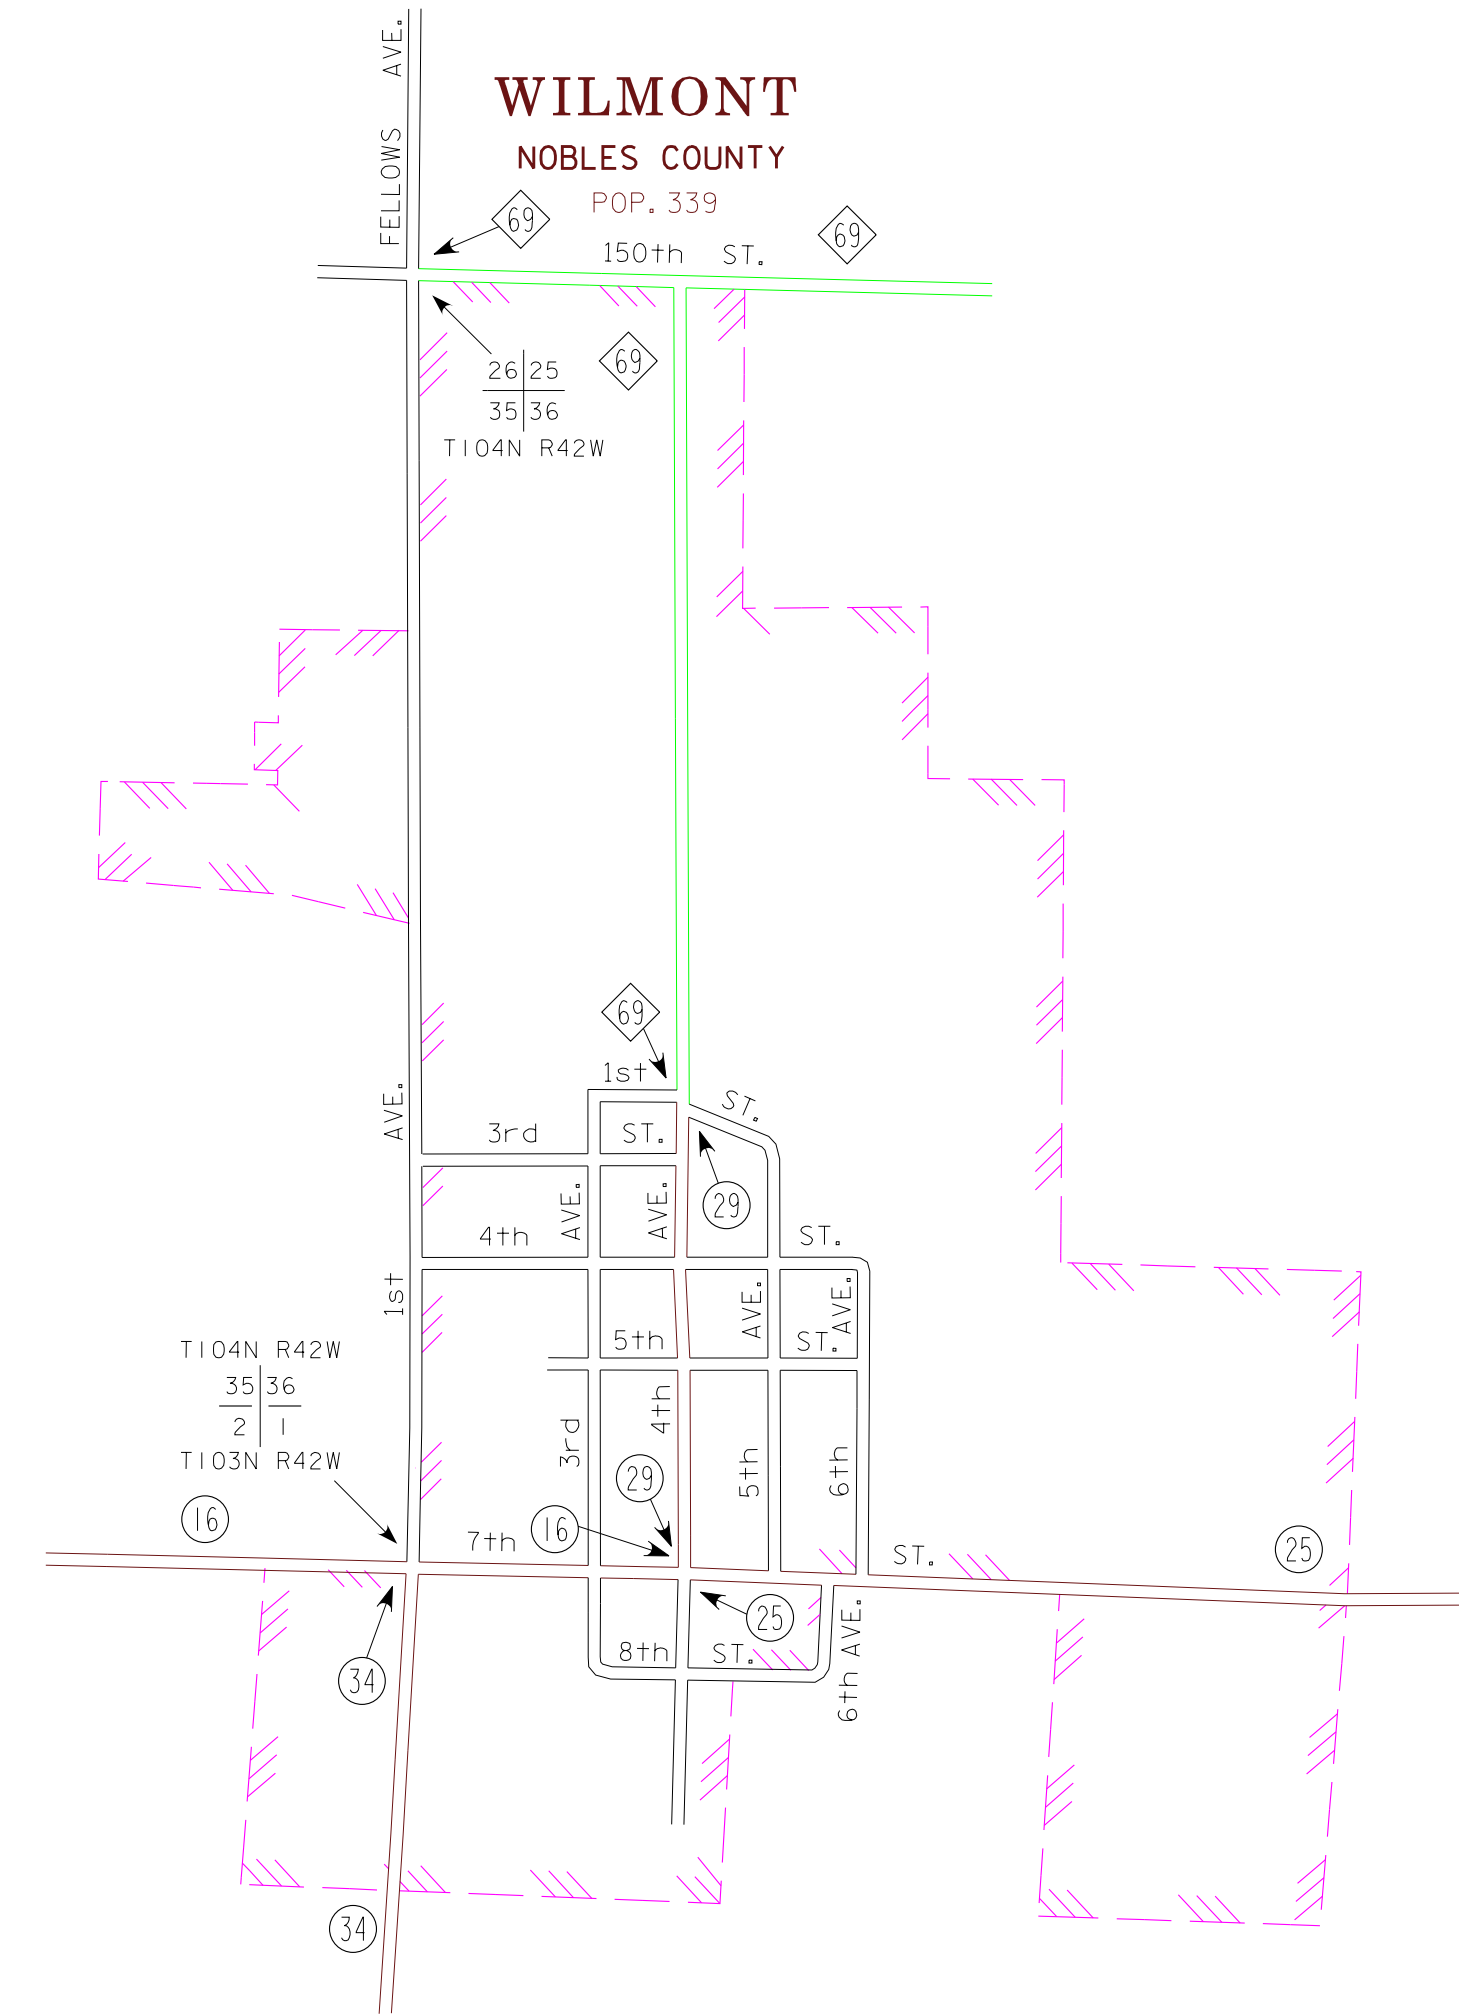 AVE.
WILMONT
FELLOWS
NOBLES COUNTY
POP. 339
69
69
150th ST.
69
26 25
35 36
T104N R42W
69
1st ST.
AVE.
3rd ST.
29
AVE.
AVE.
4th ST.
1st
AVE.
AVE.
5th ST.
T104N R42W
35 36
2 1
T103N R42W
4th
3rd
5th
6th
29
16
16
7th ST.
25
25
8th ST.
6th AVE.
34
34